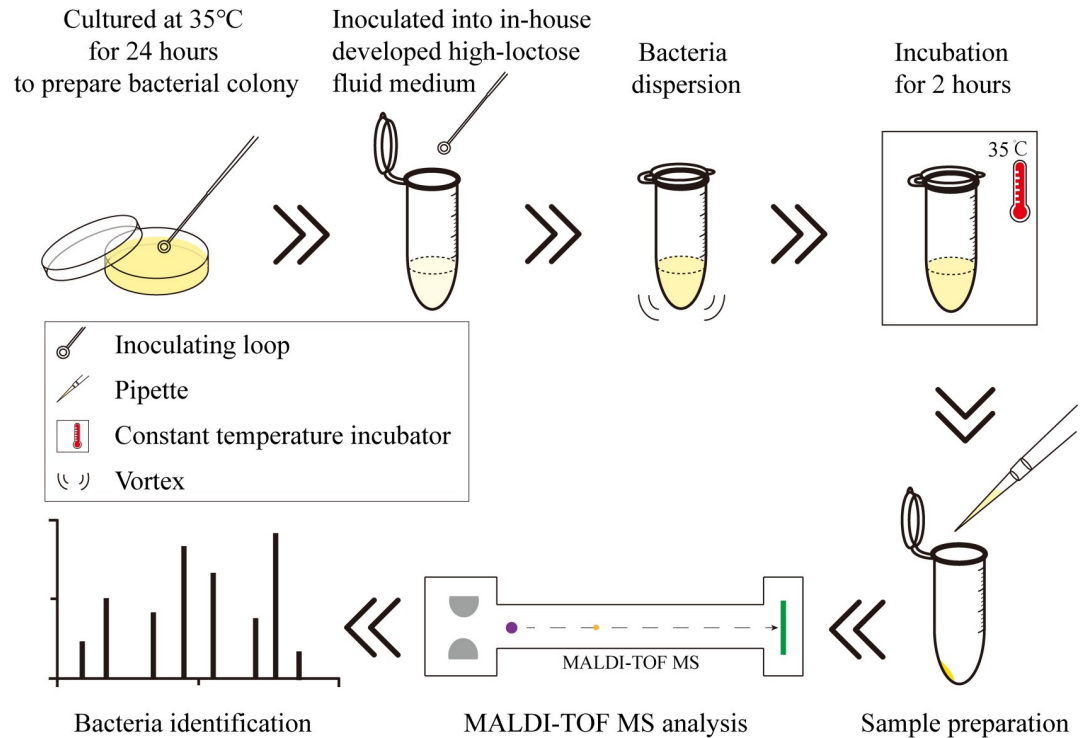 Cultured at 35℃
for 24 hours
to prepare bacterial colony
Inoculated into in-house
developed high-loctose
fluid medium
Bacteria
dispersion
Incubation
for 2 hours
35℃
Inoculating loop
Pipette
Constant temperature incubator
Vortex
MALDI-TOF MS
Bacteria identification
MALDI-TOF MS analysis
Sample preparation